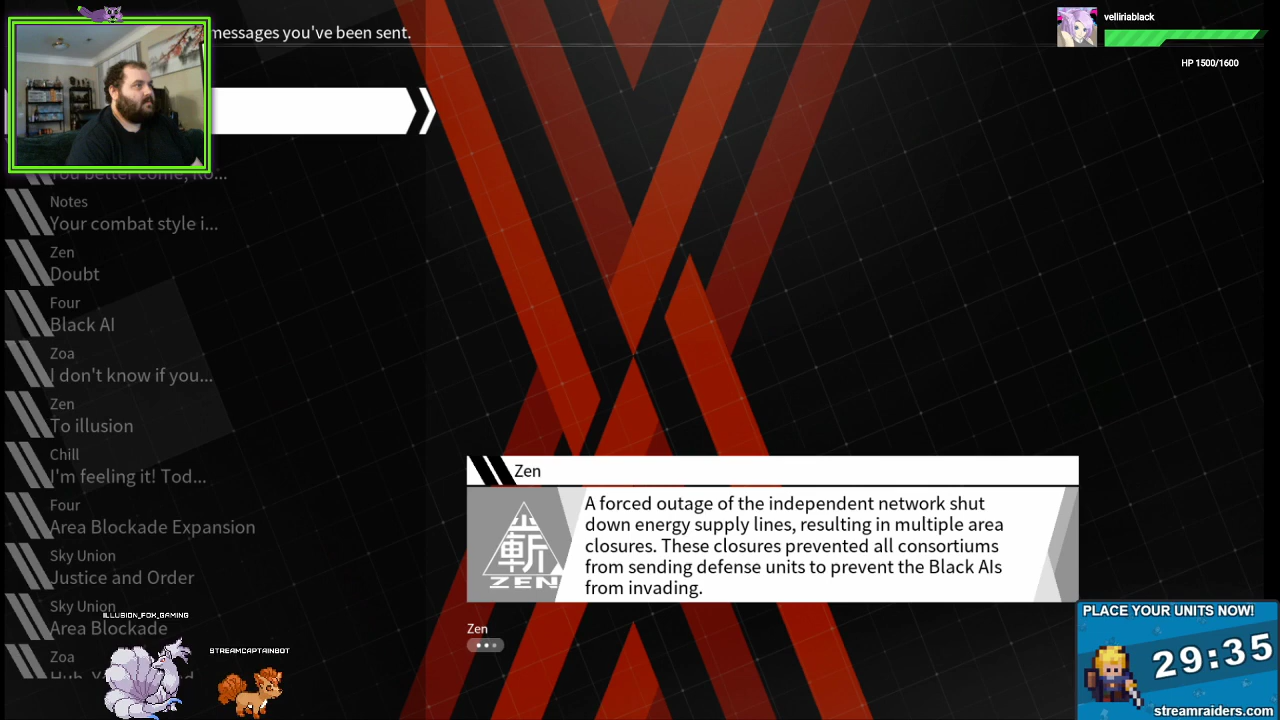 messages you've been sent.
velliriablack
HP 1500/1600
You better come, Ro...
Notes
Your combat style i...
Zen
Doubt
Four
Black AI
Zoa
I don't know if you...
Zen
To illusion
Chill
I'm feeling it! Tod...
Four
Area Blockade Expansion
Sky Union
Justice and Order
Sky Union
Area Blockade
Zoa
ILLUSION_FOX_GAMING
STREAMCAPTAINBOT
Zen
A forced outage of the independent network shut
down energy supply lines, resulting in multiple area
closures. These closures prevented all consortiums
from sending defense units to prevent the Black AIs
from invading.
ZEN
Zen
PLACE YOUR UNITS NOW!
29:35
streamraiders.com